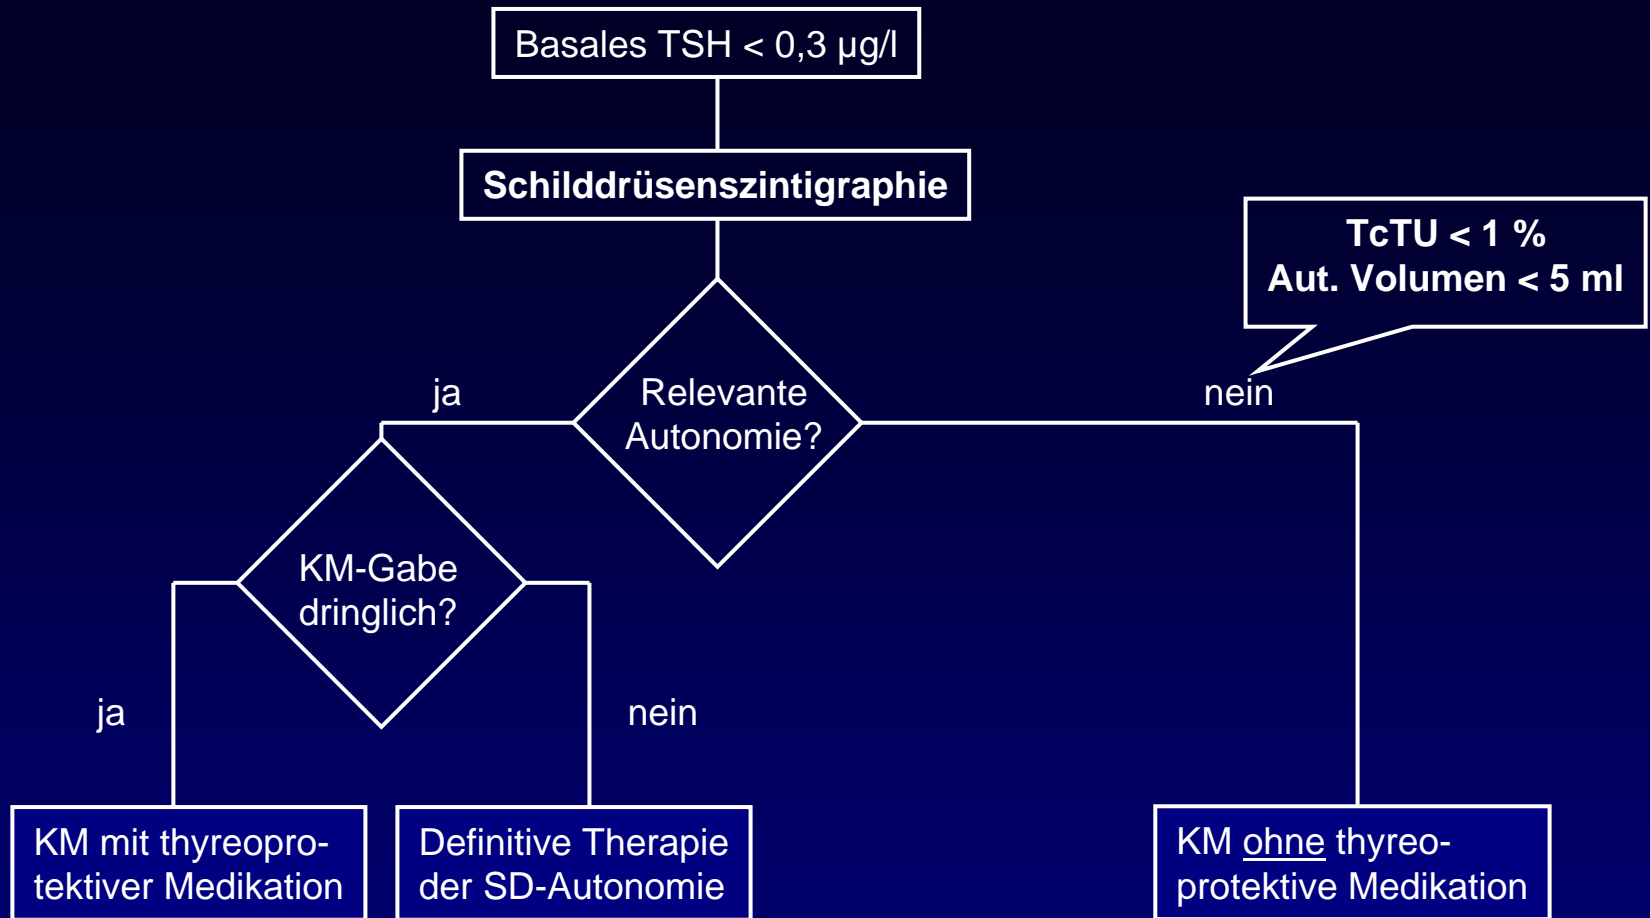 Basales TSH < 0,3 µg/l
Schilddrüsenszintigraphie
TcTU < 1 %
Aut. Volumen < 5 ml
ja
Relevante
Autonomie?
nein
KM-Gabe
dringlich?
ja
nein
KM mit thyreopro-
tektiver Medikation
Definitive Therapie
der SD-Autonomie
KM ohne thyreo-
protektive Medikation